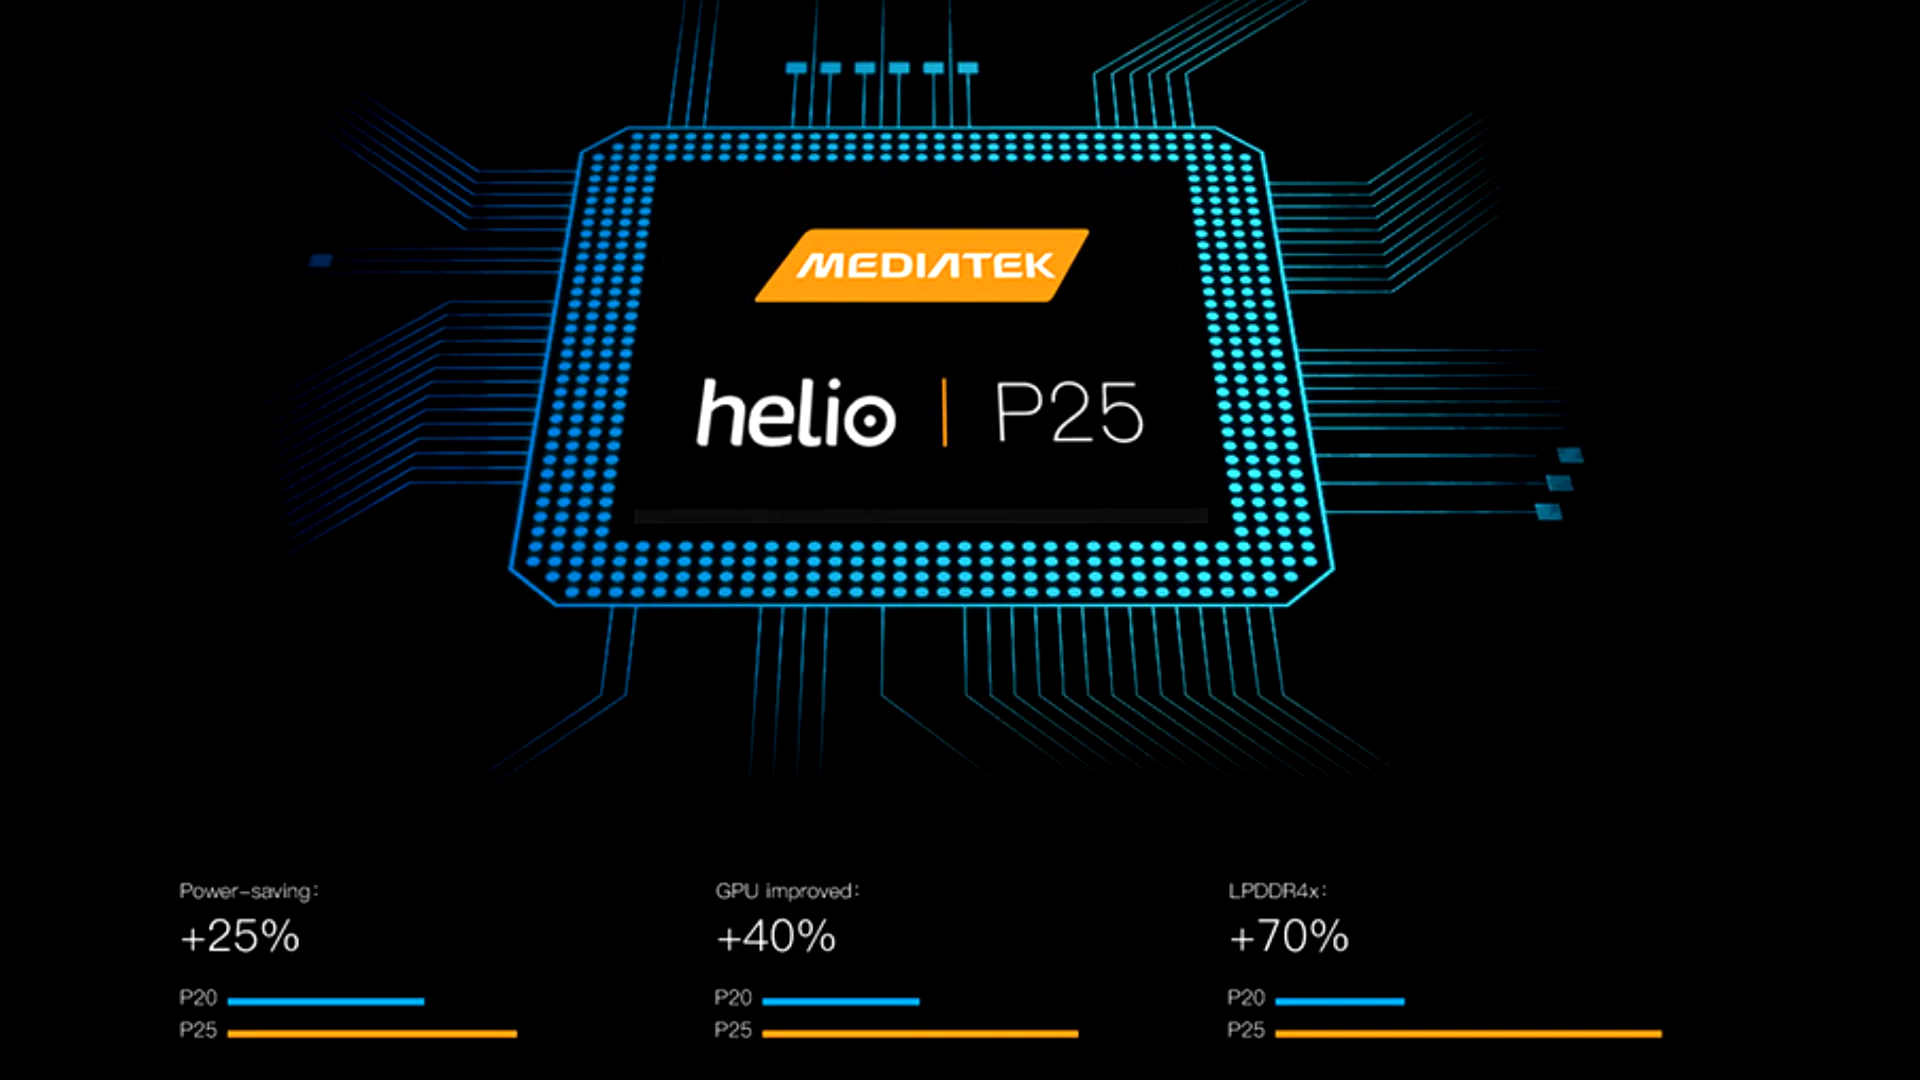 MEDIATEK
helio | P25
Power-saving:
+25%
P20
P25
GPU improved:
+40%
P20
P25
LPDDR4x:
+70%
P20
P25